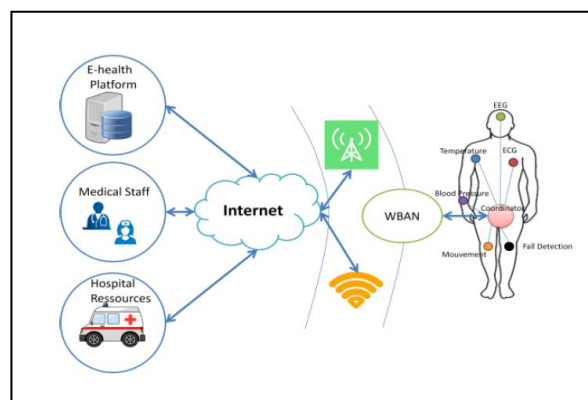 E-health
Platform
Medical Staff
Hospital
Ressources
Internet
WBAN
EEG
Temperature
ECG
Blood Pressure
Coordinator
Mouvement
Fall Detection